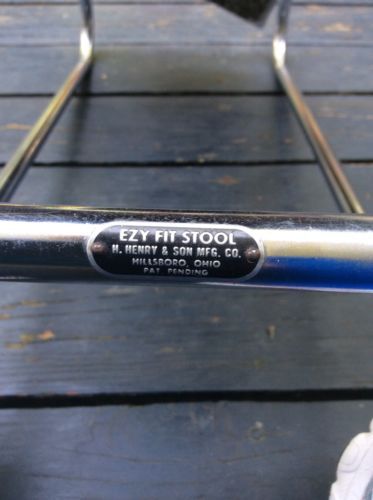 EZY FIT STOOL
H. HENRY & SON MFG. CO.
HILLSBORO, OHIO
PAT. PENDING